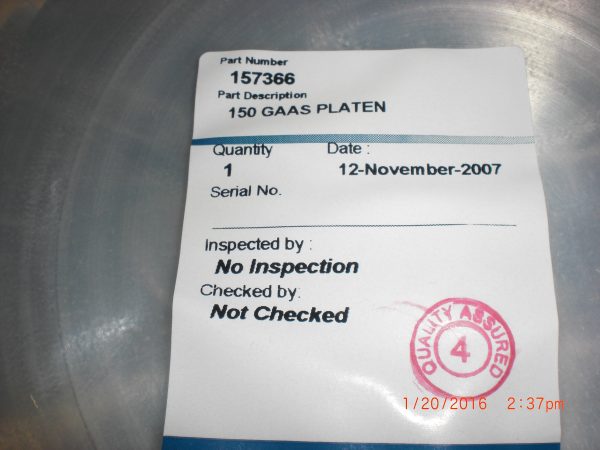 Part Number
157366
Part Description
150 GAAS PLATEN
Quantity Date :
1 12-November-2007
Serial No.
Inspected by :
No Inspection
Checked by:
Not Checked
QUALITY ASSURED
4
1/20/2016 2:37pm